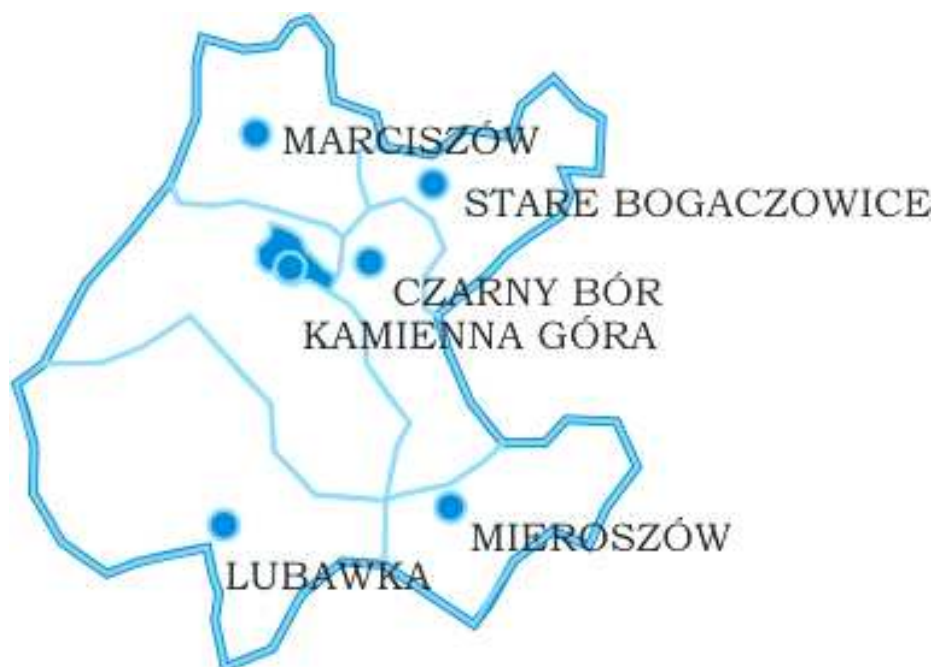 MARCISZÓW
STARE BOGACZOWICE
CZARNY BÓR
KAMIENNA GÓRA
MIEROSZÓW
LUBAWKA